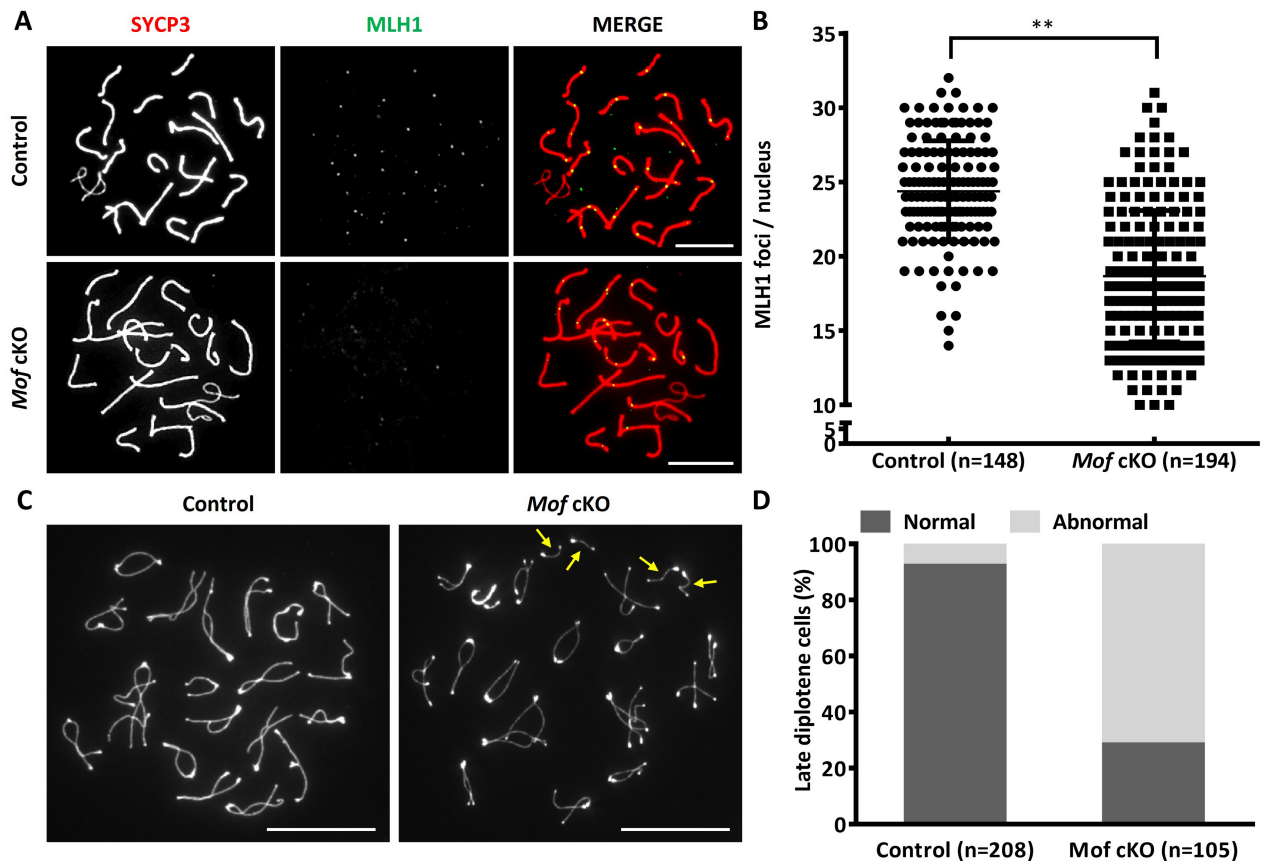 A
SYCP3
MLH1
MERGE
Control
Mof cKO
B
**
MLH1 foci / nucleus
35
30
25
20
15
10
5
0
Control (n=148)
Mof cKO (n=194)
C
Control
Mof cKO
D
Normal
Abnormal
Late diplotene cells (%)
100
80
60
40
20
0
Control (n=208)
Mof cKO (n=105)